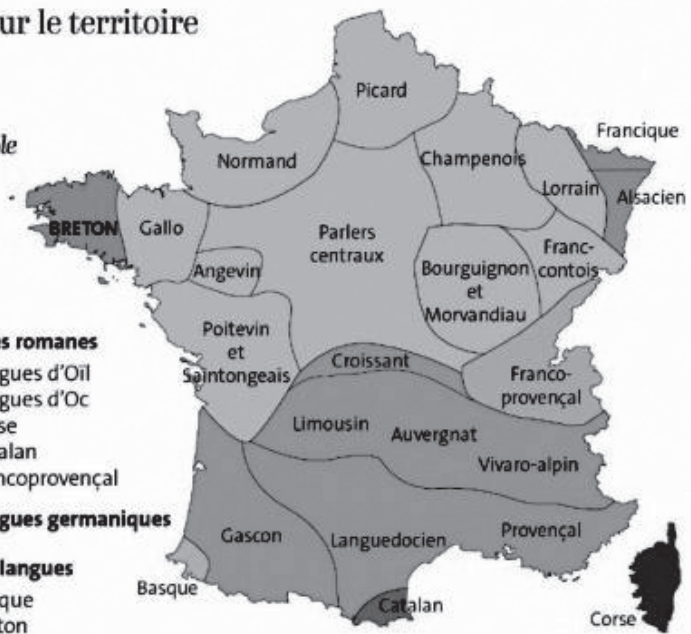 ur le territoire
le
s romanes
gues d'Oïl
gues d'Oc
se
alan
ncoprovençal
gues germaniques
langues
que
ton
Picard
Normand
Champenois
Francique
Lorrain
Alsacien
BRETON
Gallo
Parlers
centraux
Angevin
Bourguignon
et
Morvandiau
Franc-
contois
Poitevin
et
Saintongeais
Croissant
Franco-
provençal
Limousin
Auvergnat
Vivaro-alpin
Gascon
Languedocien
Provençal
Basque
Catalan
Corse